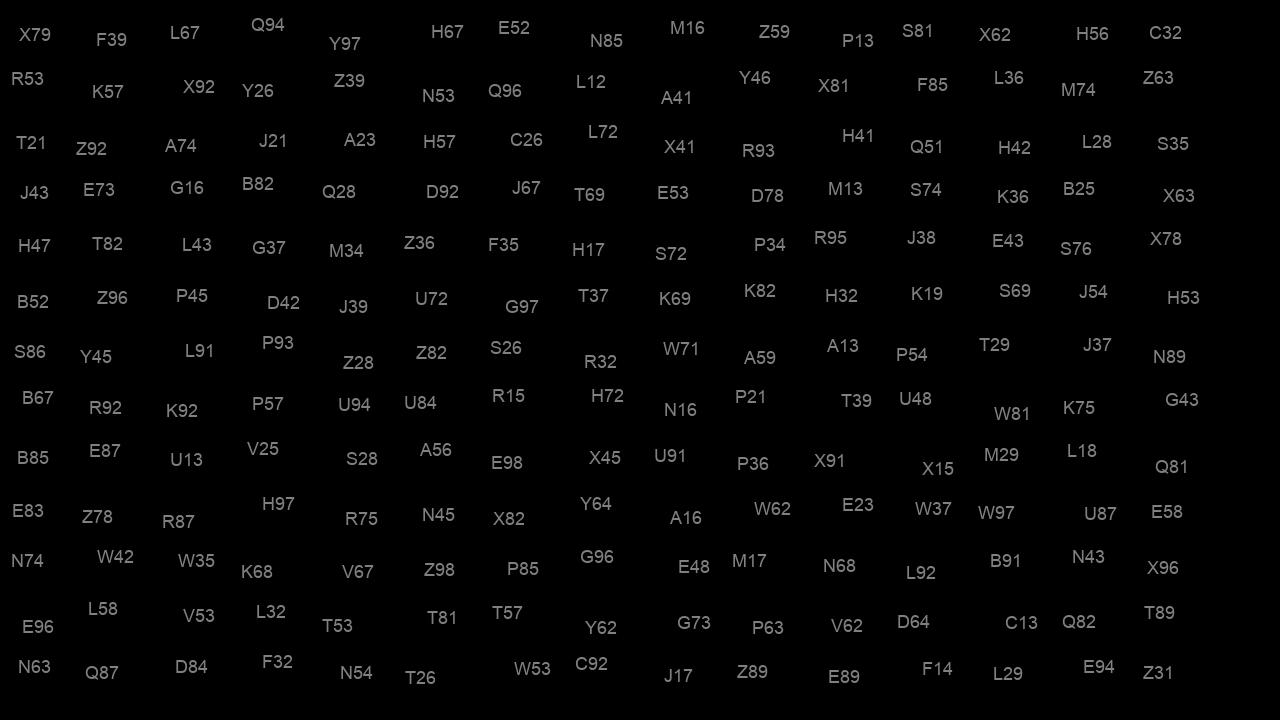 X79 F39 L67 Q94 Y97 H67 E52 N85 M16 Z59 P13 S81 X62 H56 C32
R53 K57 X92 Y26 Z39 N53 Q96 L12 A41 Y46 X81 F85 L36 M74 Z63
T21 Z92 A74 J21 A23 H57 C26 L72 X41 R93 H41 Q51 H42 L28 S35
J43 E73 G16 B82 Q28 D92 J67 T69 E53 D78 M13 S74 K36 B25 X63
H47 T82 L43 G37 M34 Z36 F35 H17 S72 P34 R95 J38 E43 S76 X78
B52 Z96 P45 D42 J39 U72 G97 T37 K69 K82 H32 K19 S69 J54 H53
S86 Y45 L91 P93 Z28 Z82 S26 R32 W71 A59 A13 P54 T29 J37 N89
B67 R92 K92 P57 U94 U84 R15 H72 N16 P21 T39 U48 W81 K75 G43
B85 E87 U13 V25 S28 A56 E98 X45 U91 P36 X91 X15 M29 L18 Q81
E83 Z78 R87 H97 R75 N45 X82 Y64 A16 W62 E23 W37 W97 U87 E58
N74 W42 W35 K68 V67 Z98 P85 G96 E48 M17 N68 L92 B91 N43 X96
E96 L58 V53 L32 T53 T81 T57 Y62 G73 P63 V62 D64 C13 Q82 T89
N63 Q87 D84 F32 N54 T26 W53 C92 J17 Z89 E89 F14 L29 E94 Z31